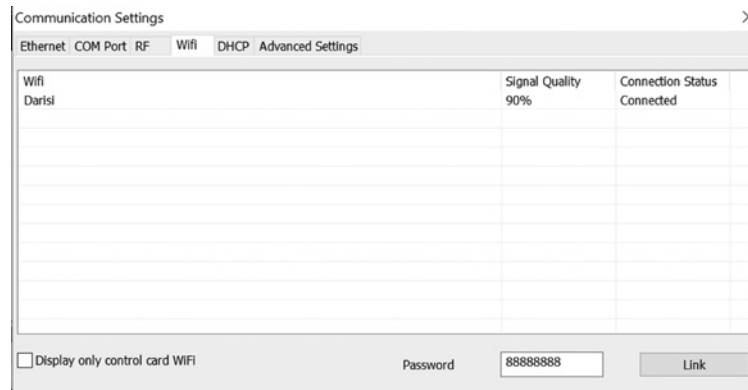 Communication Settings
Ethernet COM Port RF Wifi DHCP Advanced Settings
Wifi Signal Quality Connection Status
Darisi 90% Connected
Display only control card WiFi Password 88888888 Link